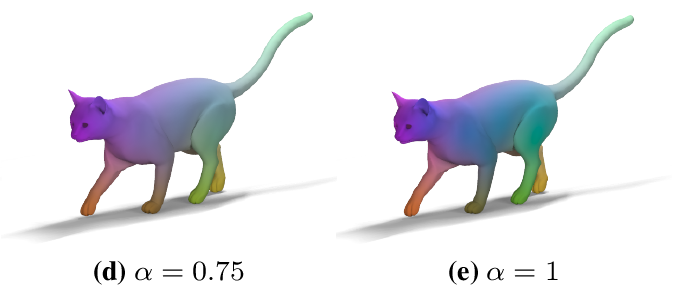 (d) α = 0.75
(e) α = 1